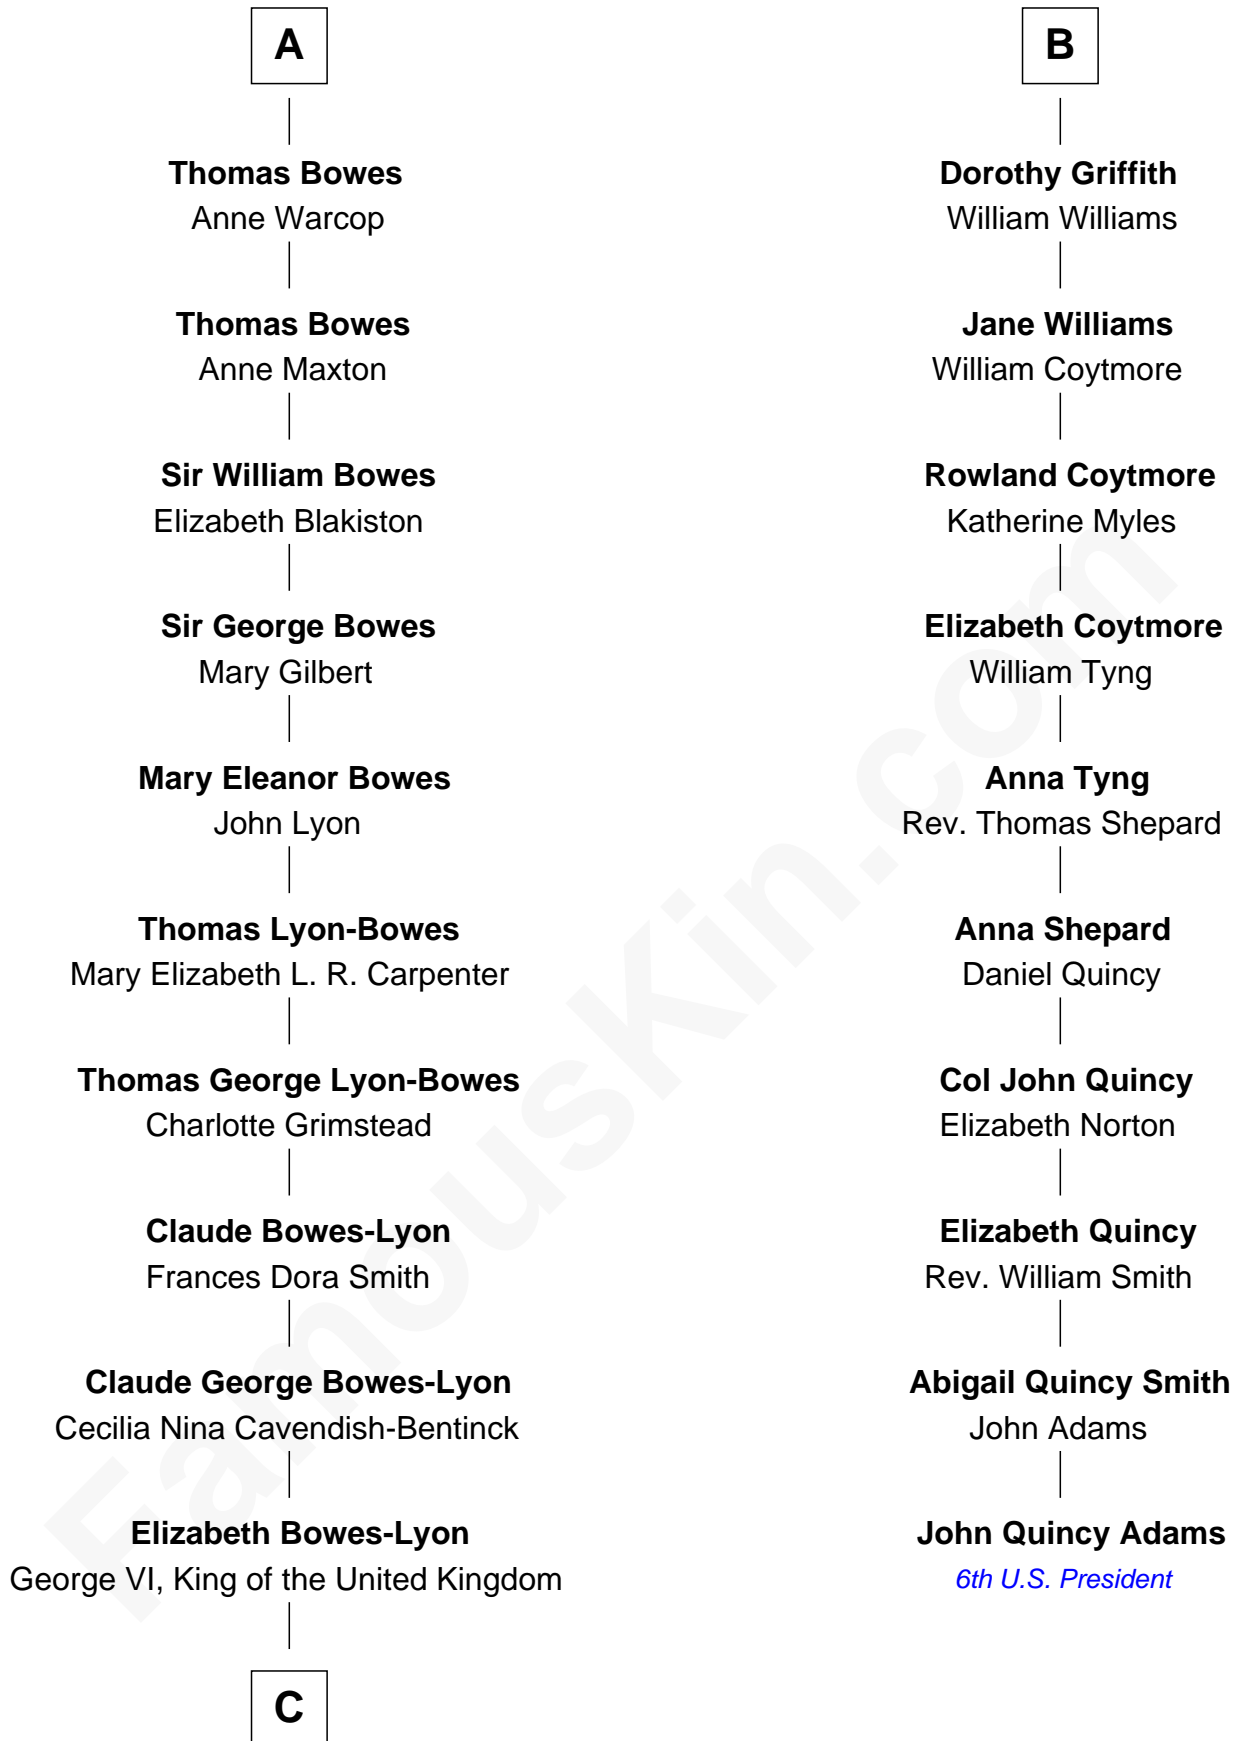 A
Thomas Bowes
Anne Warcop
Thomas Bowes
Anne Maxton
Sir William Bowes
Elizabeth Blakiston
Sir George Bowes
Mary Gilbert
Mary Eleanor Bowes
John Lyon
Thomas Lyon-Bowes
Mary Elizabeth L. R. Carpenter
Thomas George Lyon-Bowes
Charlotte Grimstead
Claude Bowes-Lyon
Frances Dora Smith
Claude George Bowes-Lyon
Cecilia Nina Cavendish-Bentinck
Elizabeth Bowes-Lyon
George VI, King of the United Kingdom
C
B
Dorothy Griffith
William Williams
Jane Williams
William Coytmore
Rowland Coytmore
Katherine Myles
Elizabeth Coytmore
William Tyng
Anna Tyng
Rev. Thomas Shepard
Anna Shepard
Daniel Quincy
Col John Quincy
Elizabeth Norton
Elizabeth Quincy
Rev. William Smith
Abigail Quincy Smith
John Adams
John Quincy Adams
6th U.S. President
FamousKin.com